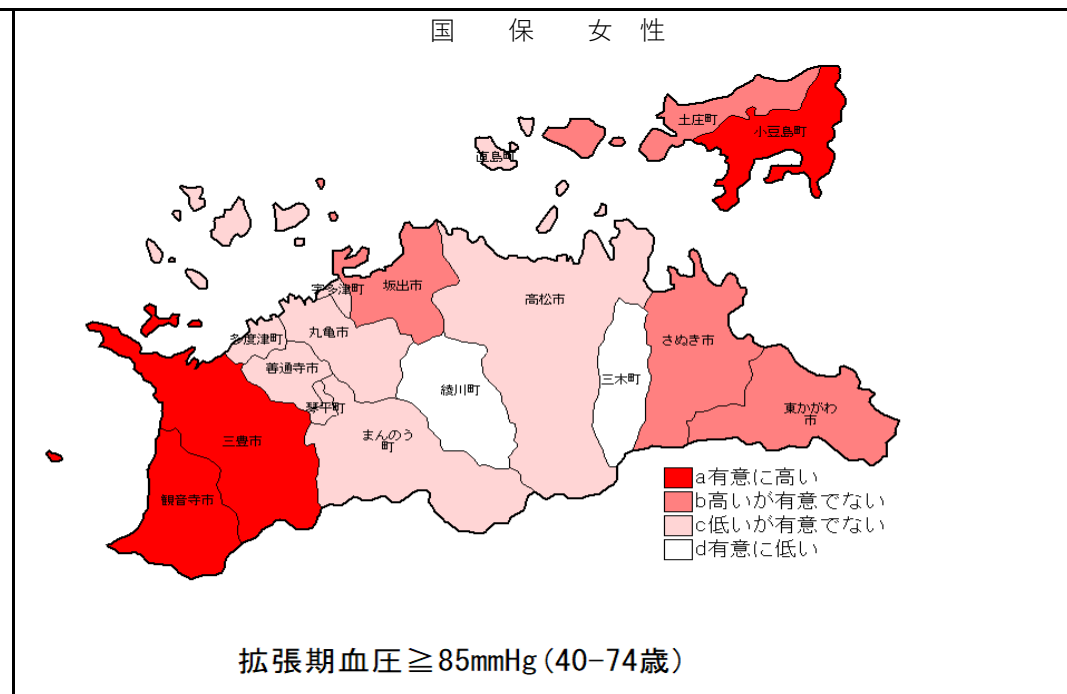 国保女性
土庄町
小豆島町
直島町
宇多津町
坂出市
高松市
多度津町
丸亀市
さぬき市
善通寺市
綾川町
三木町
琴平町
東かがわ
市
まんのう
町
三豊市
観音寺市
a有意に高い
b高いが有意でない
c低いが有意でない
d有意に低い
拡張期血圧≧85mmHg(40-74歳)